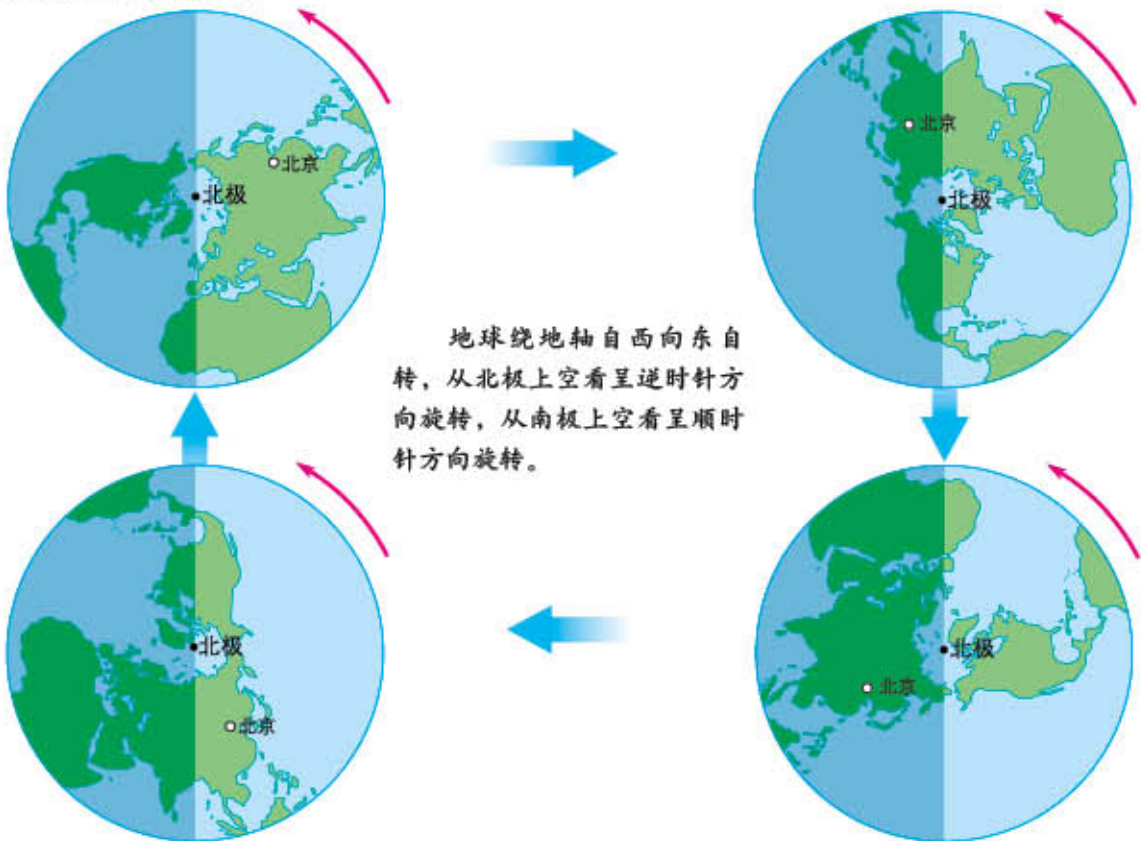 北京
北极
北京
北极
地球绕地轴自西向东自
转，从北极上空看呈逆时针方
向旋转，从南极上空看呈顺时
针方向旋转。
北极
北京
北极
北京